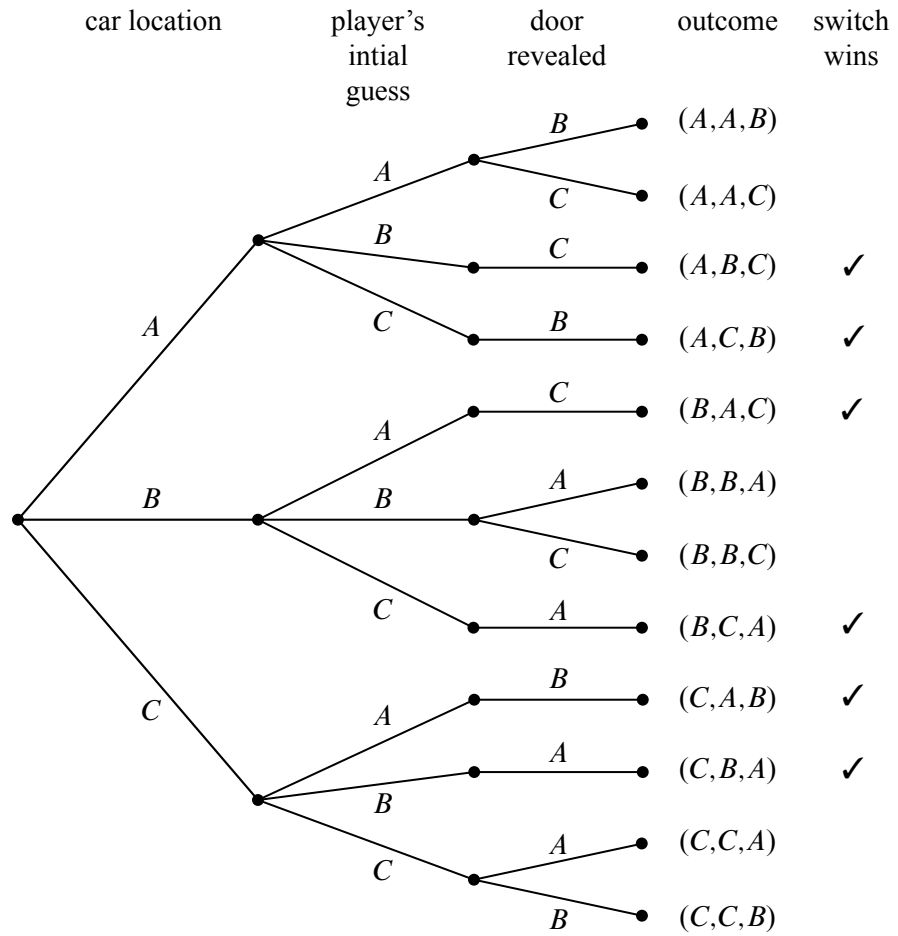 car location
player's
intial
guess
door
revealed
outcome
switch
wins
B
(A,A,B)
A
C
(A,A,C)
B
C
(A,B,C)
✓
A
C
B
(A,C,B)
✓
C
(B,A,C)
✓
A
A
(B,B,A)
B
B
C
(B,B,C)
C
A
(B,C,A)
✓
B
(C,A,B)
✓
C
A
A
(C,B,A)
✓
B
A
(C,C,A)
C
B
(C,C,B)